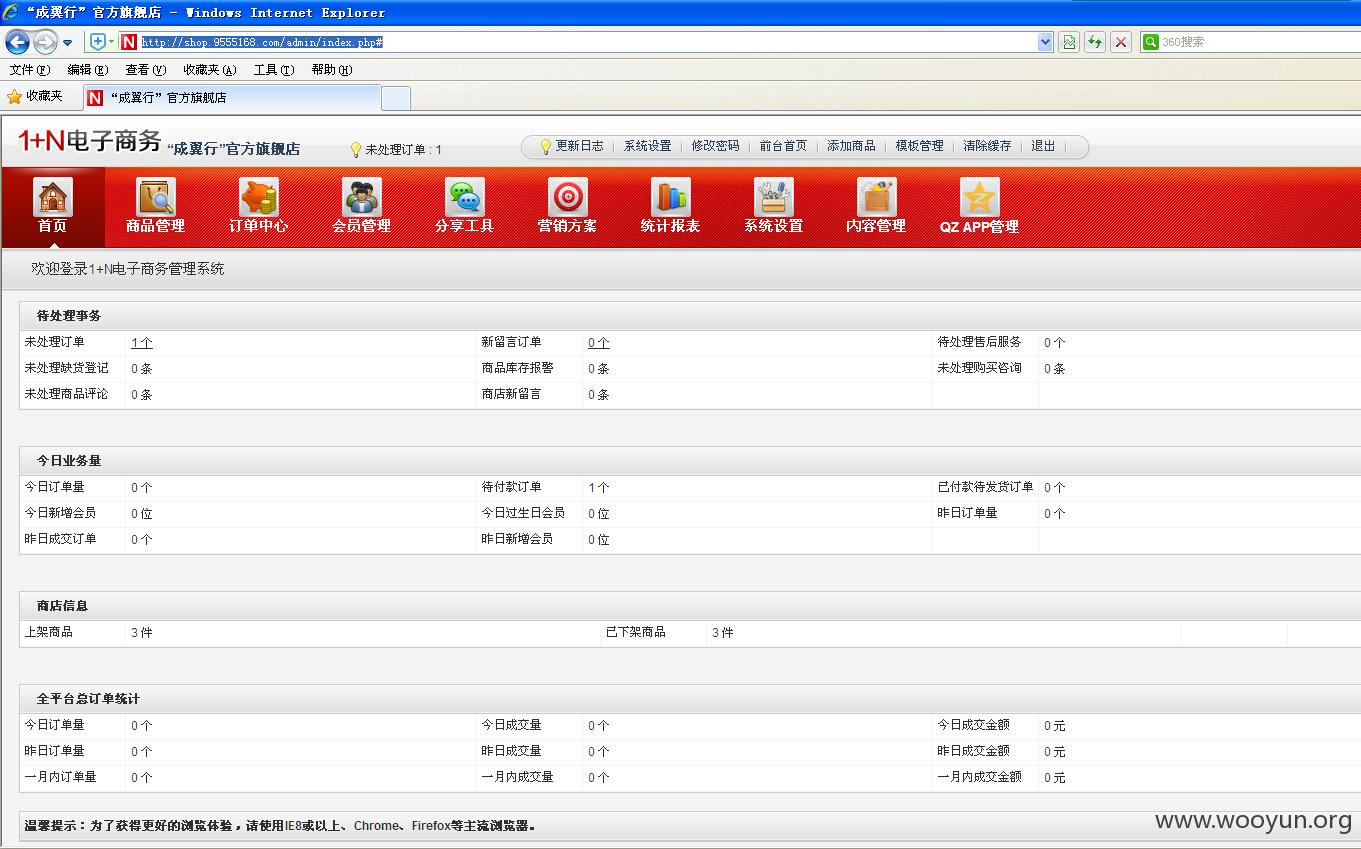 “成翼行”官方旗舰店 - Windows Internet Explorer
http://shop.9555168.com/admin/index.php#
360搜索
文件(F) 编辑(E) 查看(V) 收藏夹(A) 工具(T) 帮助(H)
收藏夹 “成翼行”官方旗舰店
1+N电子商务 “成翼行”官方旗舰店 未处理订单：1 更新日志 系统设置 修改密码 前台首页 添加商品 模板管理 清除缓存 退出
首页 商品管理 订单中心 会员管理 分享工具 营销方案 统计报表 系统设置 内容管理 QZ APP管理
欢迎登录1+N电子商务管理系统
待处理事务
未处理订单 1 个 新留言订单 0 个 待处理售后服务 0 个
未处理缺货登记 0 条 商品库存报警 0 条 未处理购买咨询 0 条
未处理商品评论 0 条 商店新留言 0 条
今日业务量
今日订单量 0 个 待付款订单 1 个 已付款待发货订单 0 个
今日新增会员 0 位 今日过生日会员 0 位 昨日订单量 0 个
昨日成交订单 0 个 昨日新增会员 0 位
商店信息
上架商品 3 件 已下架商品 3 件
全平台总订单统计
今日订单量 0 个 今日成交量 0 个 今日成交金额 0 元
昨日订单量 0 个 昨日成交量 0 个 昨日成交金额 0 元
一月内订单量 0 个 一月内成交量 0 个 一月内成交金额 0 元
温馨提示：为了获得更好的浏览体验，请使用IE8或以上、Chrome、Firefox等主流浏览器。
www.wooyun.org